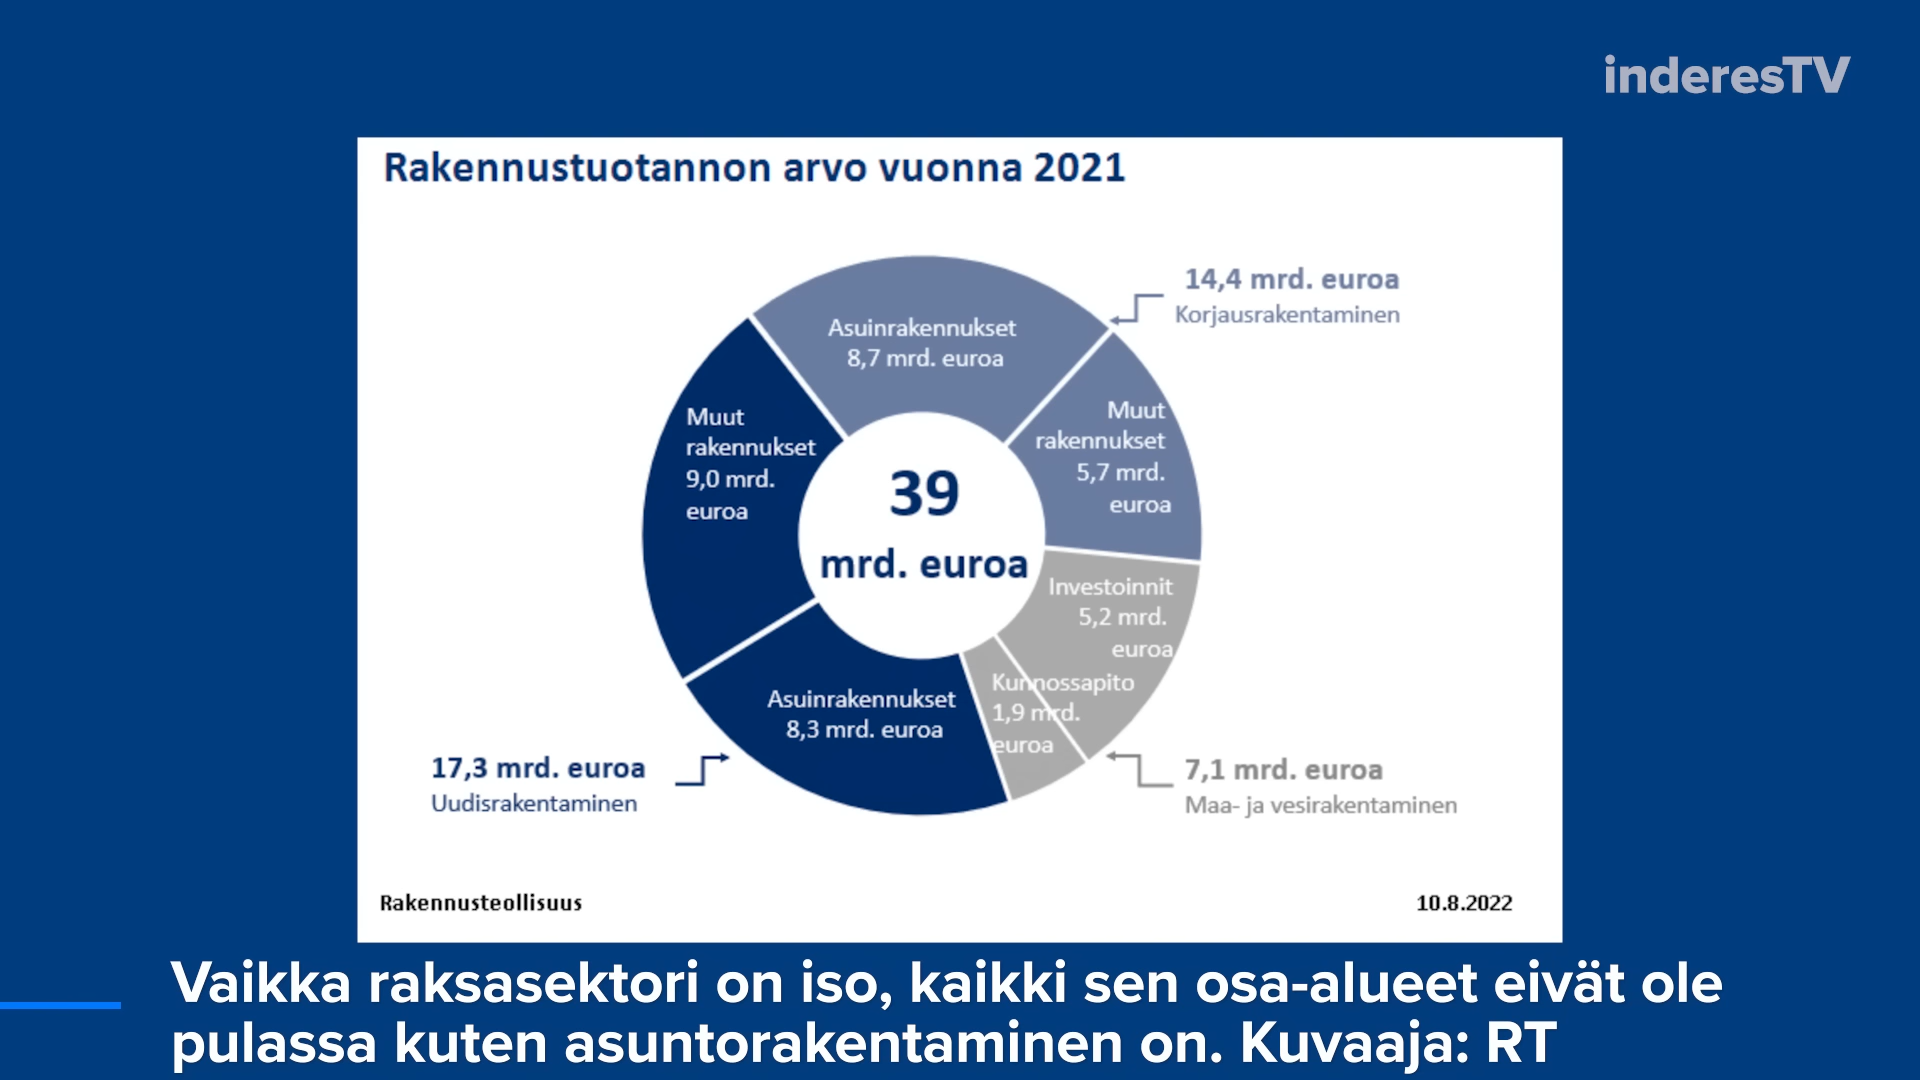 inderesTV
Rakennustuotannon arvo vuonna 2021
14,4 mrd. euroa
Korjausrakentaminen
Asuinrakennukset
8,7 mrd. euroa
Muut
rakennukset
5,7 mrd.
euroa
Muut
rakennukset
9,0 mrd.
euroa
39
mrd. euroa
Investoinnit
5,2 mrd.
euroa
Kunnossapito
1,9 mrd.
euroa
Asuinrakennukset
8,3 mrd. euroa
17,3 mrd. euroa
Uudisrakentaminen
7,1 mrd. euroa
Maa- ja vesirakentaminen
Rakennusteollisuus
10.8.2022
Vaikka raksasektori on iso, kaikki sen osa-alueet eivät ole
pulassa kuten asuntorakentaminen on. Kuvaaja: RT